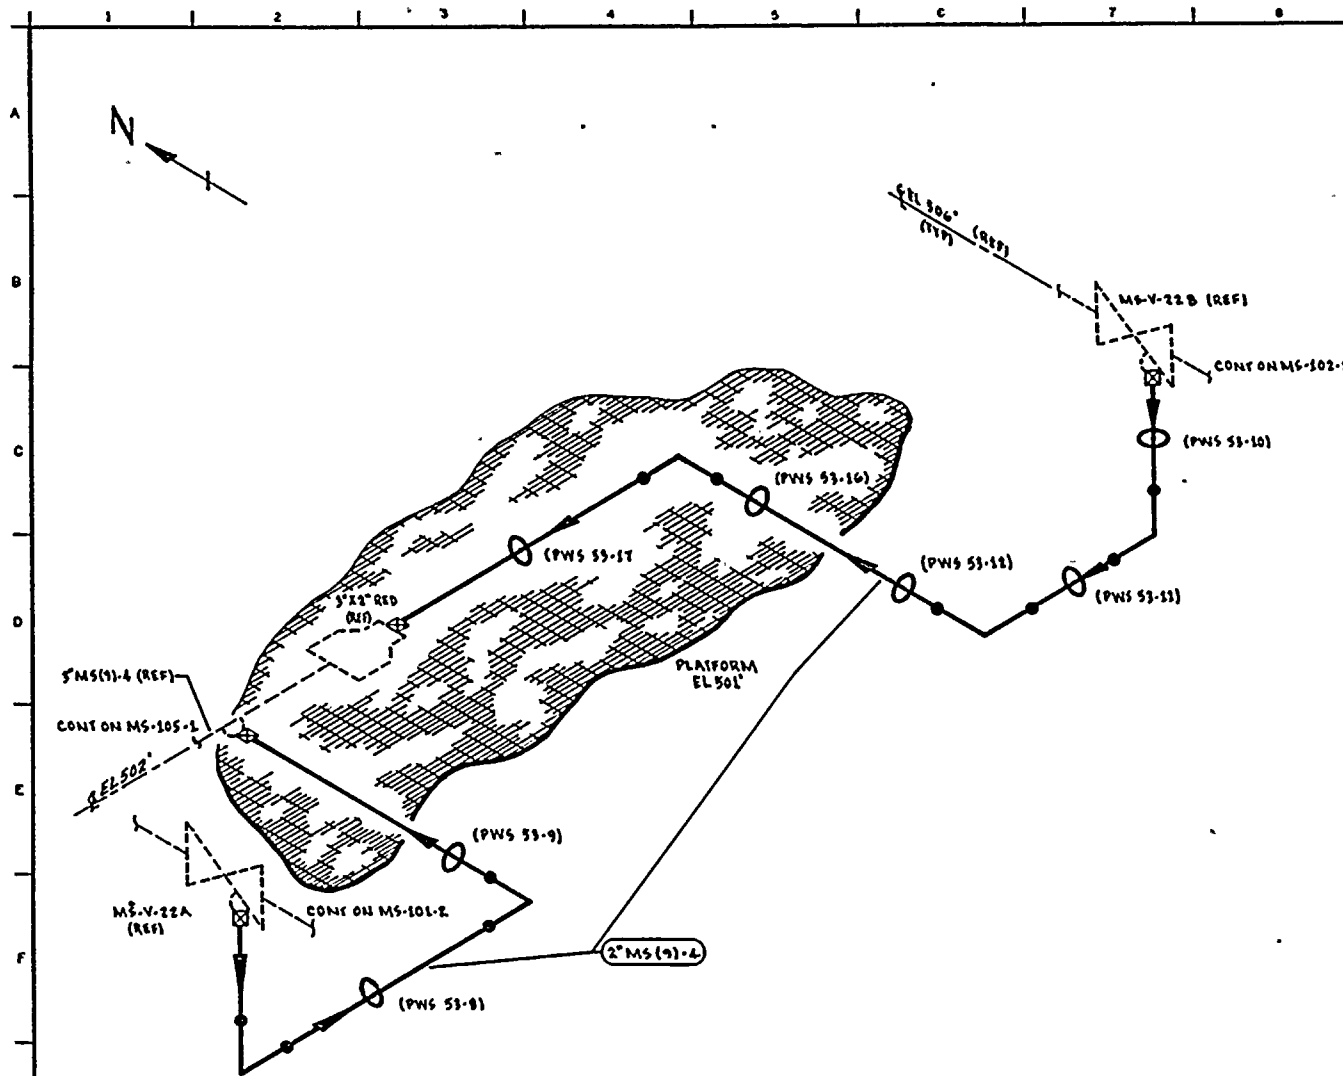 1 2 3 4 5 6 7 8
A
N
℄ EL 506°
(TYP) (REF)
B
MS-V-22B (REF)
CONT ON MS-102-
C
(PWS 53-10)
(PWS 53-16)
(PWS 53-17
(PWS 53-12)
(PWS 53-11)
D
3"X2" RED
(REF)
PLATFORM
EL 501°
3"MS(9)-4 (REF)
CONT ON MS-105-1
℄ EL 502°
E
(PWS 53-9)
MS-V-22A
(REF)
CONT ON MS-101-2
F
2" MS(9)-4
(PWS 53-8)